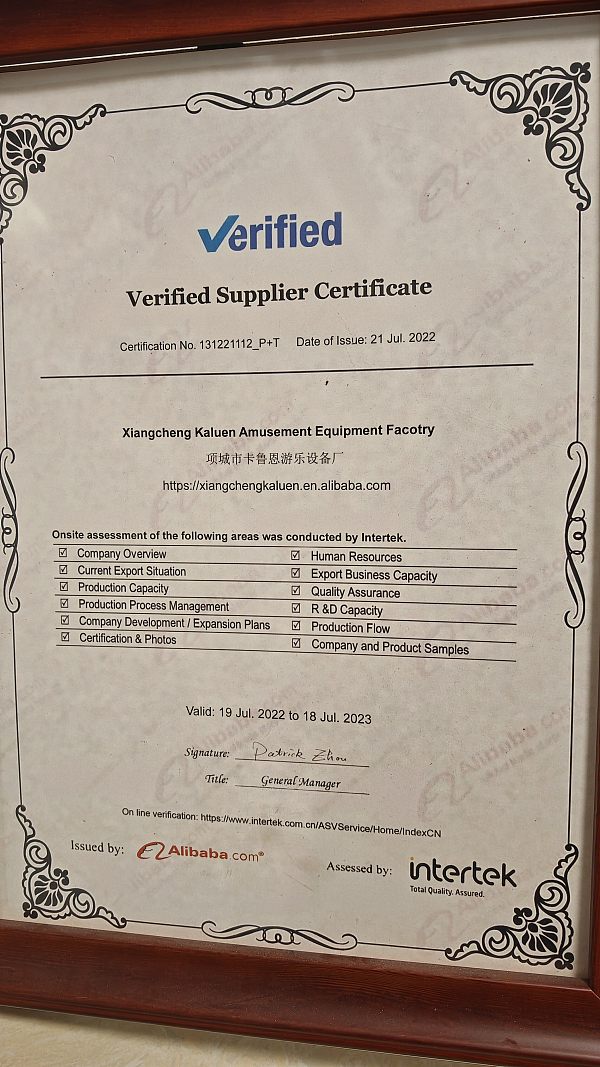 Verified
Verified Supplier Certificate
Certification No. 131221112_P+T Date of Issue: 21 Jul. 2022
Xiangcheng Kaluen Amusement Equipment Facotry
项城市卡鲁恩游乐设备厂
https://xiangchengkaluen.en.alibaba.com
Onsite assessment of the following areas was conducted by Intertek.
☑ Company Overview ☑ Human Resources
☑ Current Export Situation ☑ Export Business Capacity
☑ Production Capacity ☑ Quality Assurance
☑ Production Process Management ☑ R &D Capacity
☑ Company Development / Expansion Plans ☑ Production Flow
☑ Certification & Photos ☑ Company and Product Samples
Valid: 19 Jul. 2022 to 18 Jul. 2023
Signature: Patrick Zhou
Title: General Manager
On line verification: https://www.intertek.com.cn/ASVService/Home/IndexCN
Issued by: Alibaba.com®
Assessed by: intertek
Total Quality. Assured.